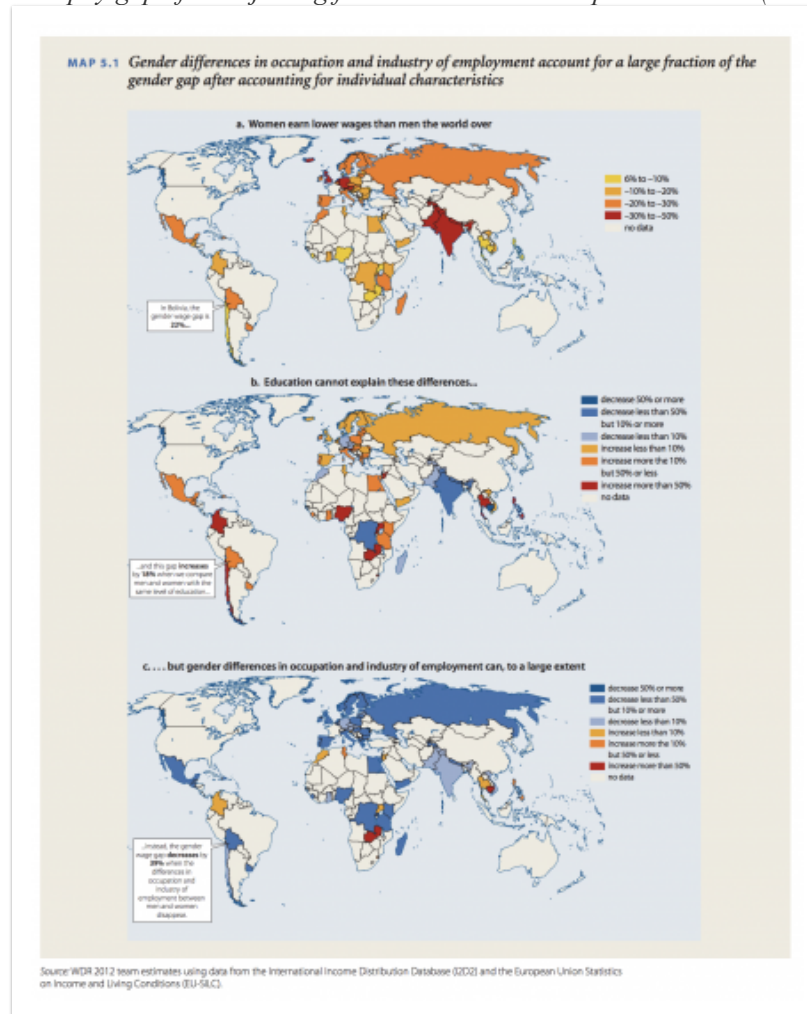 MAP 5.1 Gender differences in occupation and industry of employment account for a large fraction of the
gender gap after accounting for individual characteristics
a. Women earn lower wages than men the world over
6% to –10%
–10% to –20%
–20% to –30%
–30% to –50%
no data
In Bolivia, the
gender wage gap is
22%...
b. Education cannot explain these differences...
decrease 50% or more
decrease less than 50%
but 10% or more
decrease less than 10%
increase less than 10%
increase more the 10%
but 50% or less
increase more than 50%
no data
...and this gap increases
by 18% when we compare
men and women with the
same level of education...
c. . . . but gender differences in occupation and industry of employment can, to a large extent
decrease 50% or more
decrease less than 50%
but 10% or more
decrease less than 10%
increase less than 10%
increase more the 10%
but 50% or less
increase more than 50%
no data
...instead, the gender
wage gap decreases by
when the
differences in
occupation and
industry of
employment between
men and women
disappear.
Source: WDR 2012 team estimates using data from the International Income Distribution Database (I2D2) and the European Union Statistics
on Income and Living Conditions (EU-SILC).